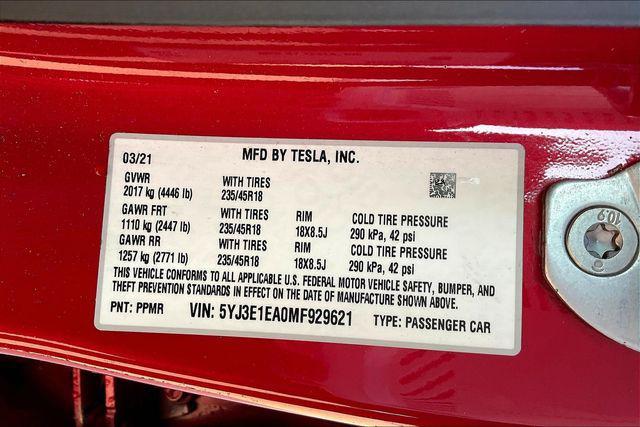 MFD BY TESLA, INC.
03/21
GVWR WITH TIRES
2017 kg (4446 lb) 235/45R18
GAWR FRT WITH TIRES RIM COLD TIRE PRESSURE
1110 kg (2447 lb) 235/45R18 18X8.5J 290 kPa, 42 psi
GAWR RR WITH TIRES RIM COLD TIRE PRESSURE
1257 kg (2771 lb) 235/45R18 18X8.5J 290 kPa, 42 psi
THIS VEHICLE CONFORMS TO ALL APPLICABLE U.S. FEDERAL MOTOR VEHICLE SAFETY, BUMPER, AND
THEFT PREVENTION STANDARDS IN EFFECT ON THE DATE OF MANUFACTURE SHOWN ABOVE.
PNT: PPMR VIN: 5YJ3E1EA0MF929621 TYPE: PASSENGER CAR
10.9